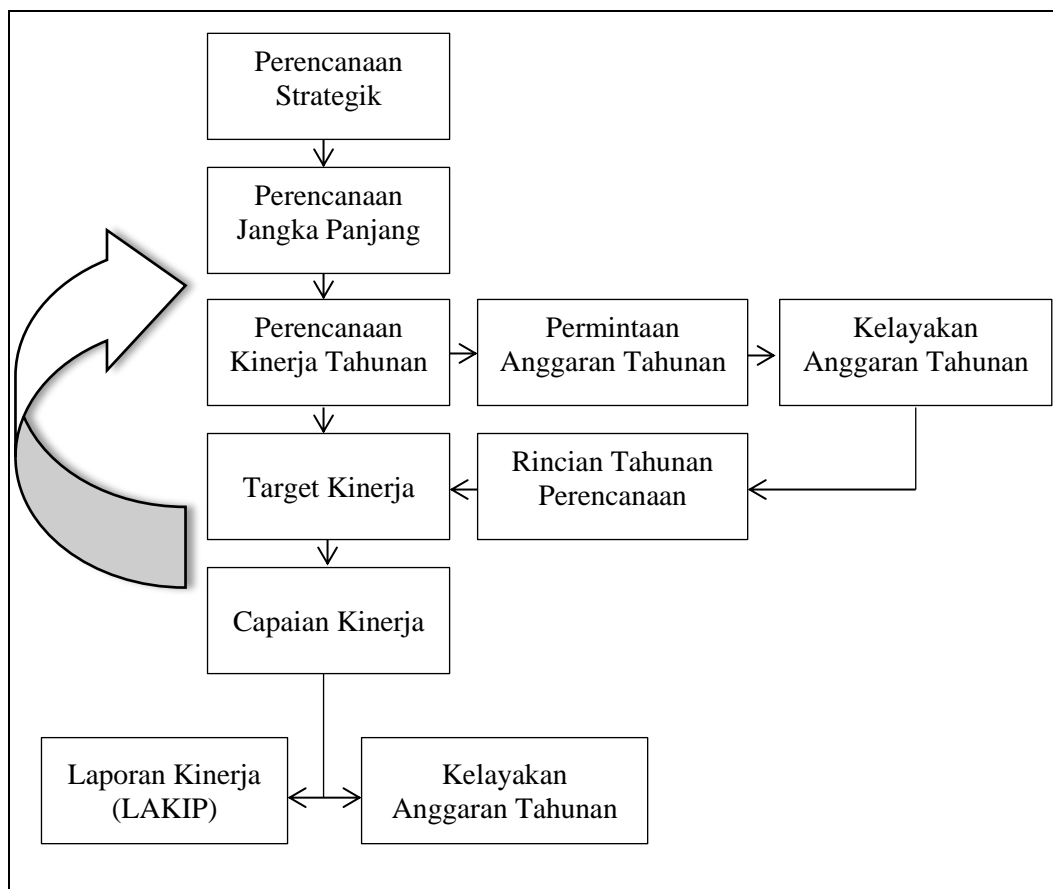 Perencanaan
Strategik
Perencanaan
Jangka Panjang
Perencanaan
Kinerja Tahunan
Permintaan
Anggaran Tahunan
Kelayakan
Anggaran Tahunan
Target Kinerja
Rincian Tahunan
Perencanaan
Capaian Kinerja
Laporan Kinerja
(LAKIP)
Kelayakan
Anggaran Tahunan